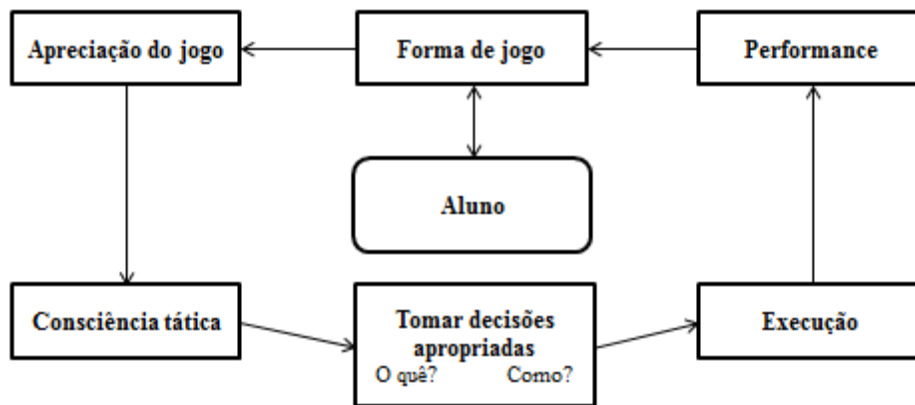 Apreciação do jogo
Forma de jogo
Performance
Aluno
Consciência tática
Tomar decisões
apropriadas
O quê? Como?
Execução